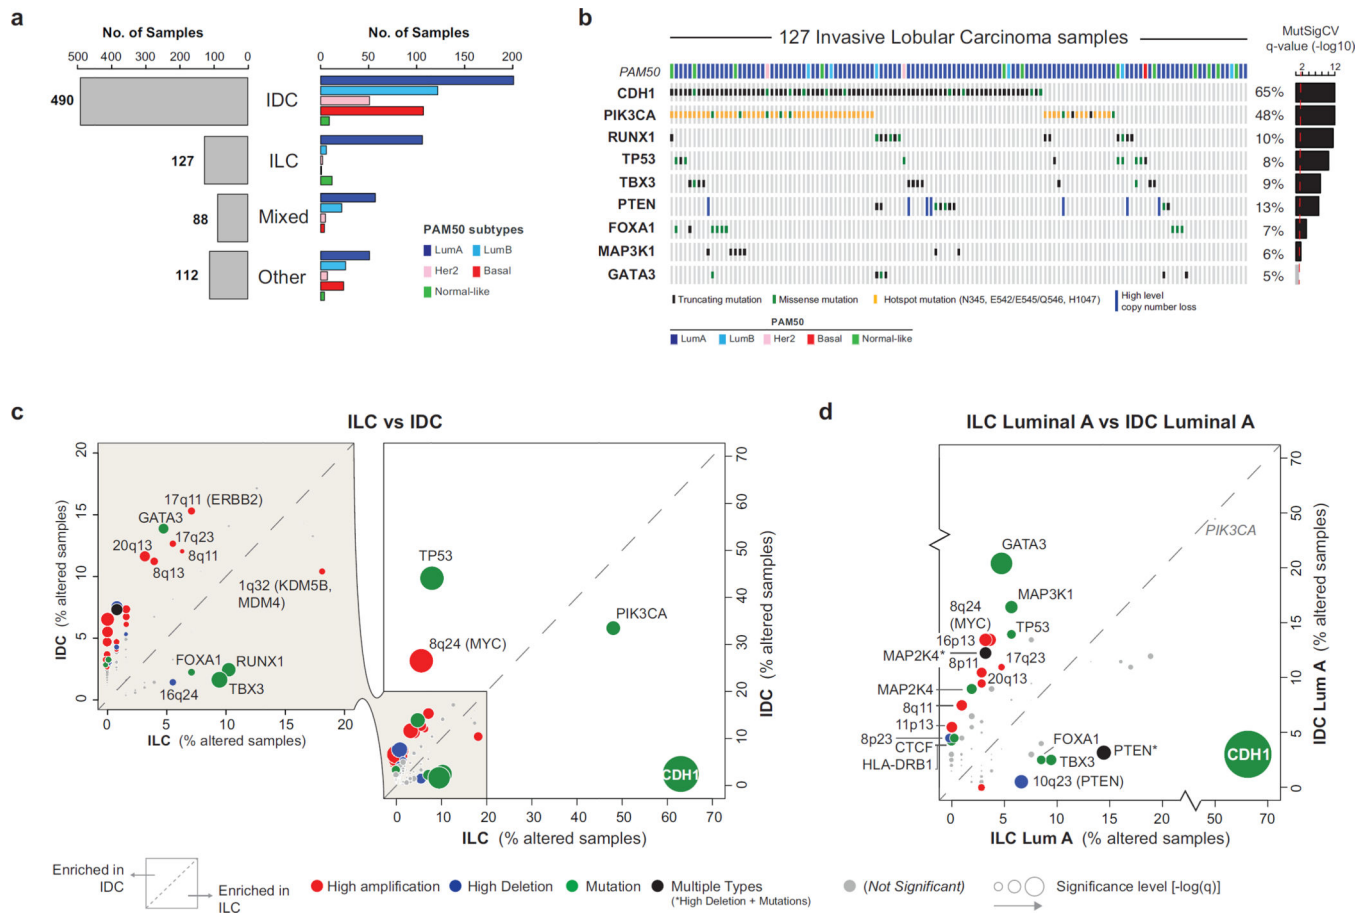 a
No. of Samples
No. of Samples
500 400 300 200 100 0
0 50 100 150 200
490
IDC
127
ILC
88
Mixed
112
Other
PAM50 subtypes
LumA
LumB
Her2
Basal
Normal-like
b
127 Invasive Lobular Carcinoma samples
MutSigCV
q-value (-log10)
2 12
PAM50
CDH1 65%
PIK3CA 48%
RUNX1 10%
TP53 8%
TBX3 9%
PTEN 13%
FOXA1 7%
MAP3K1 6%
GATA3 5%
Truncating mutation
Missense mutation
Hotspot mutation (N345, E542/E545/Q546, H1047)
High level
copy number loss
PAM50
LumA
LumB
Her2
Basal
Normal-like
c
ILC vs IDC
20
15
10
5
0
IDC (% altered samples)
17q11 (ERBB2)
GATA3
17q23
20q13
8q11
8q13
1q32 (KDM5B,
MDM4)
FOXA1
RUNX1
TBX3
16q24
0 5 10 15 20
ILC (% altered samples)
TP53
PIK3CA
8q24 (MYC)
CDH1
70
60
50
40
30
20
10
0
IDC (% altered samples)
0 10 20 30 40 50 60 70
ILC (% altered samples)
d
ILC Luminal A vs IDC Luminal A
PIK3CA
GATA3
MAP3K1
8q24
(MYC)
TP53
16p13
MAP2K4*
8p11
17q23
20q13
MAP2K4
8q11
11p13
8p23
CTCF
HLA-DRB1
FOXA1
PTEN*
TBX3
10q23 (PTEN)
CDH1
70
50
20
15
10
5
0
IDC Lum A (% altered samples)
0 5 10 15 20 50 70
ILC Lum A (% altered samples)
Enriched in
IDC
Enriched in
ILC
High amplification
High Deletion
Mutation
Multiple Types
(*High Deletion + Mutations)
(Not Significant)
Significance level [-log(q)]